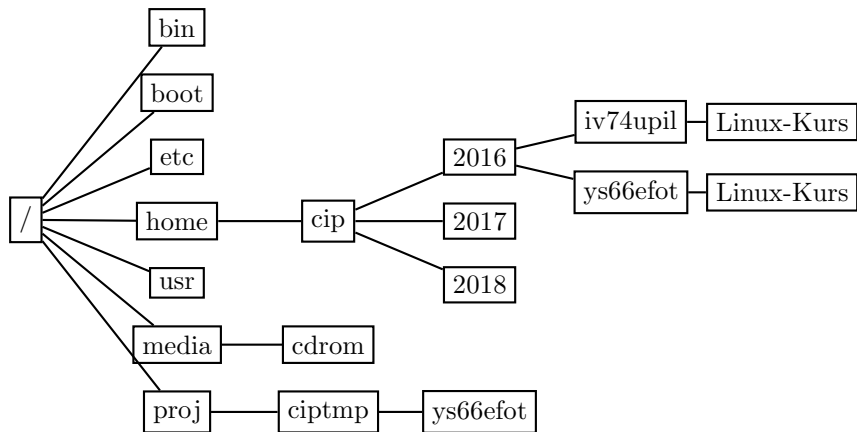 bin
boot
etc
/
home
usr
media
proj
cip
cdrom
ciptmp
2016
2017
2018
ys66efot
iv74upil
Linux-Kurs
ys66efot
Linux-Kurs